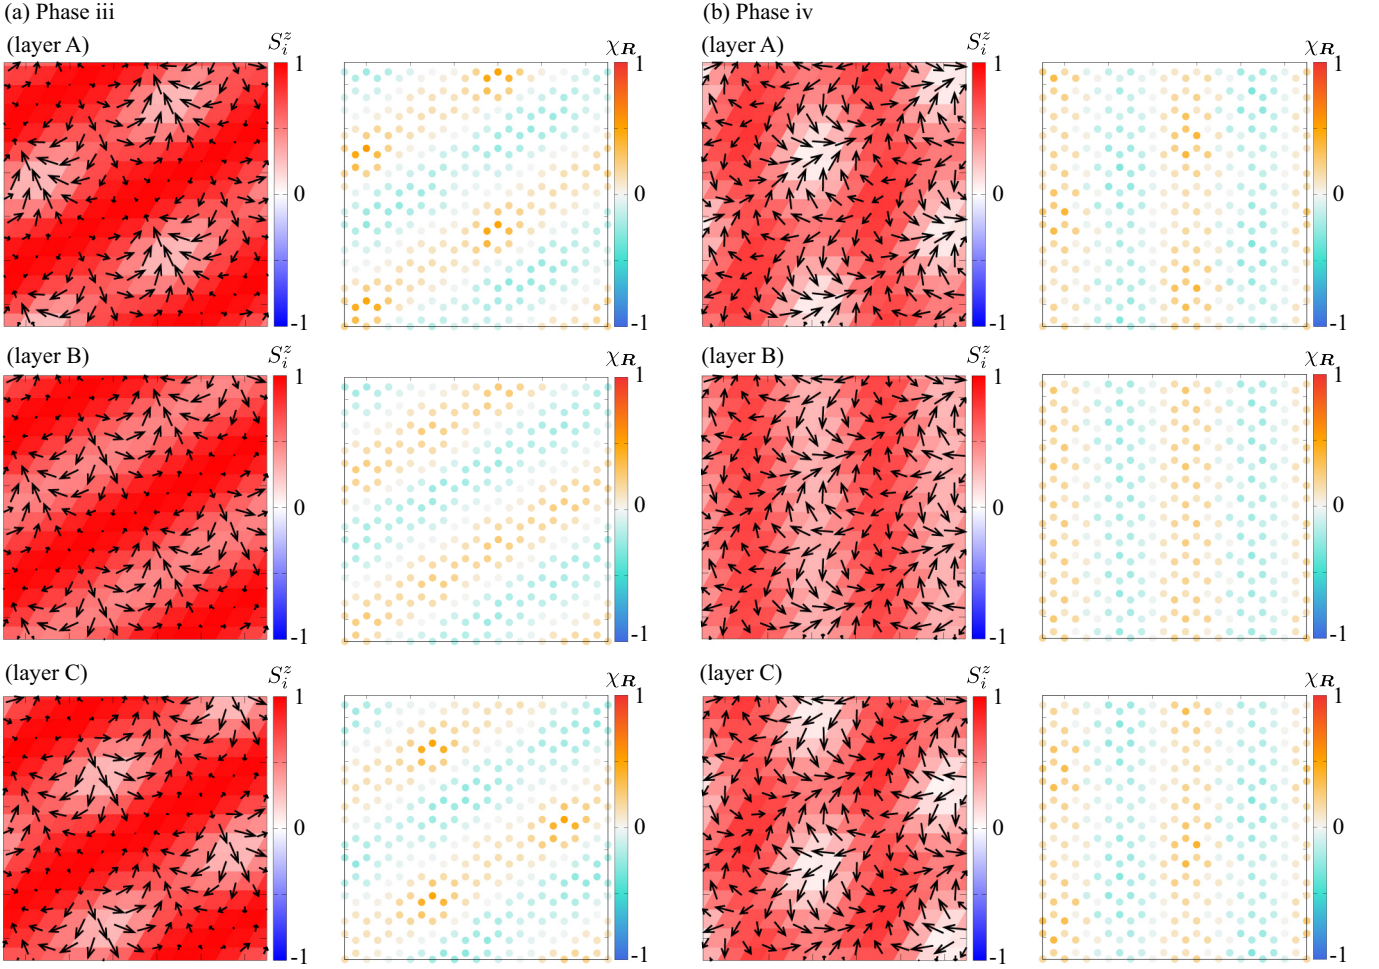 (a) Phase iii
(b) Phase iv
(layer A) S_i^z χ_R (layer A) S_i^z χ_R
1 1 1 1
0 0 0 0
-1 -1 -1 -1
(layer B) S_i^z χ_R (layer B) S_i^z χ_R
1 1 1 1
0 0 0 0
-1 -1 -1 -1
(layer C) S_i^z χ_R (layer C) S_i^z χ_R
1 1 1 1
0 0 0 0
-1 -1 -1 -1